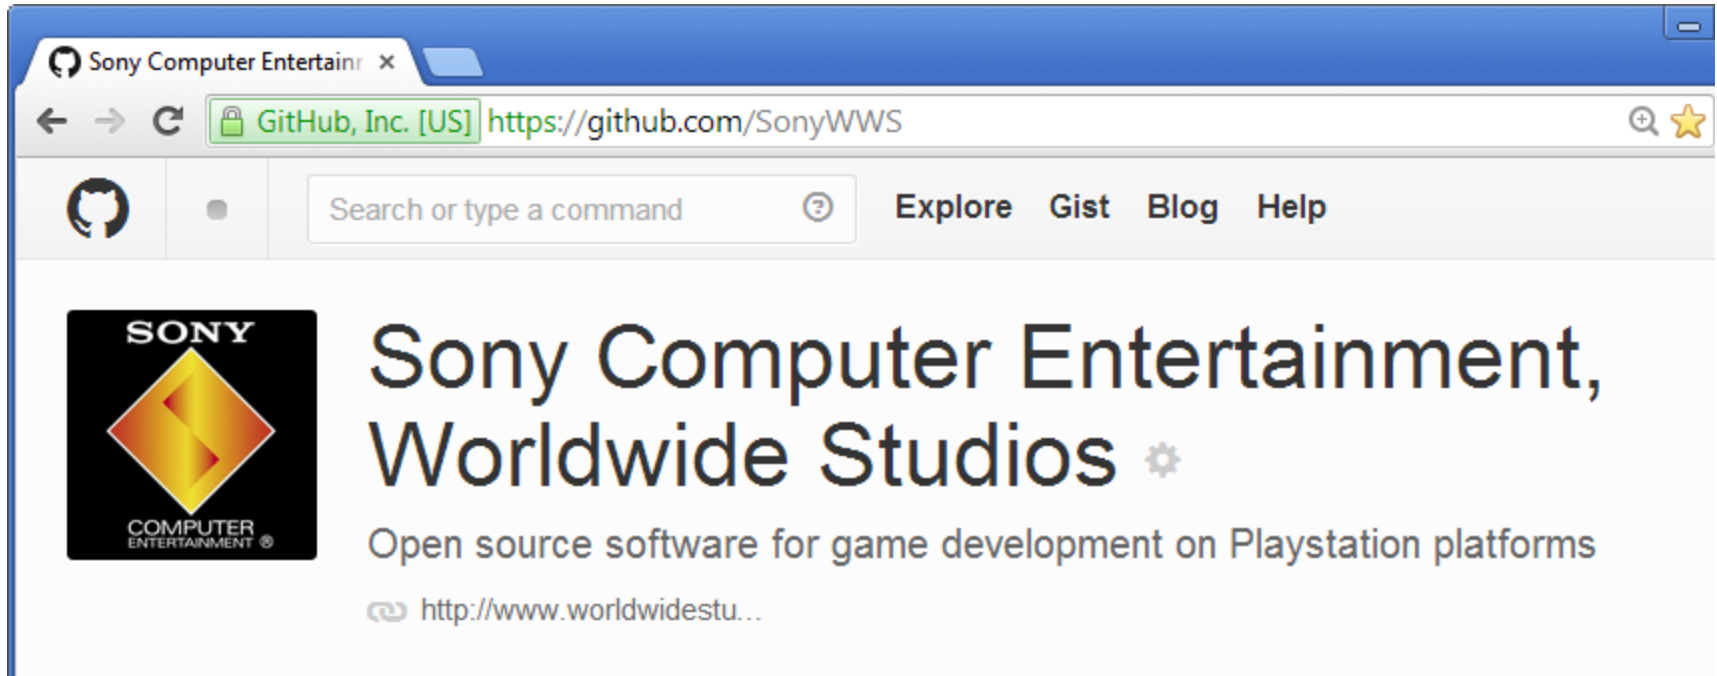 Sony Computer Entertainr
GitHub, Inc. [US] https://github.com/SonyWWS
Search or type a command Explore Gist Blog Help
SONY
COMPUTER
ENTERTAINMENT ®
Sony Computer Entertainment,
Worldwide Studios
Open source software for game development on Playstation platforms
http://www.worldwidestu...